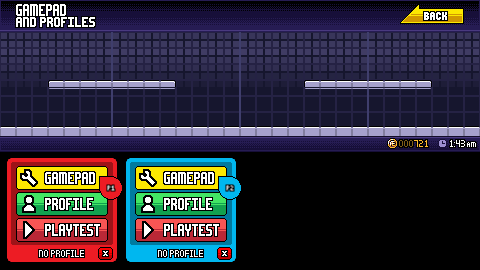 GAMEPAD
AND PROFILES
BACK
000721
1:43AM
GAMEPAD
P1
PROFILE
PLAYTEST
NO PROFILE
X
GAMEPAD
P2
PROFILE
PLAYTEST
NO PROFILE
X